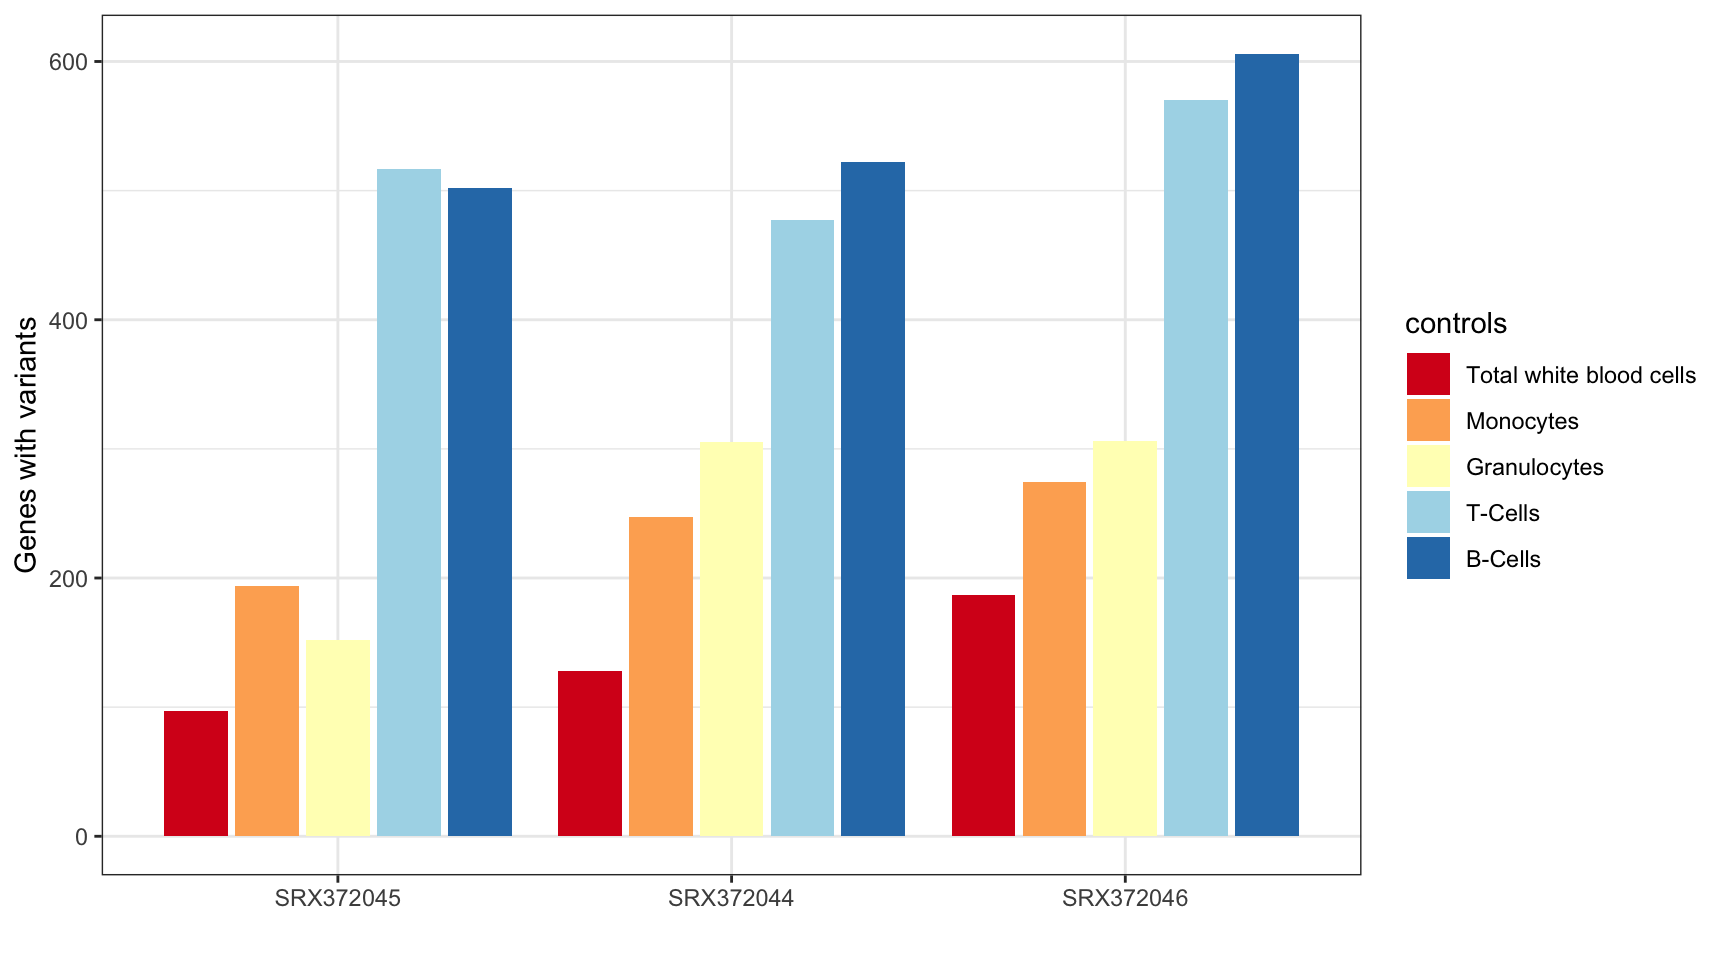 Genes with variants
600
400
200
0
SRX372045
SRX372044
SRX372046
controls
Total white blood cells
Monocytes
Granulocytes
T-Cells
B-Cells